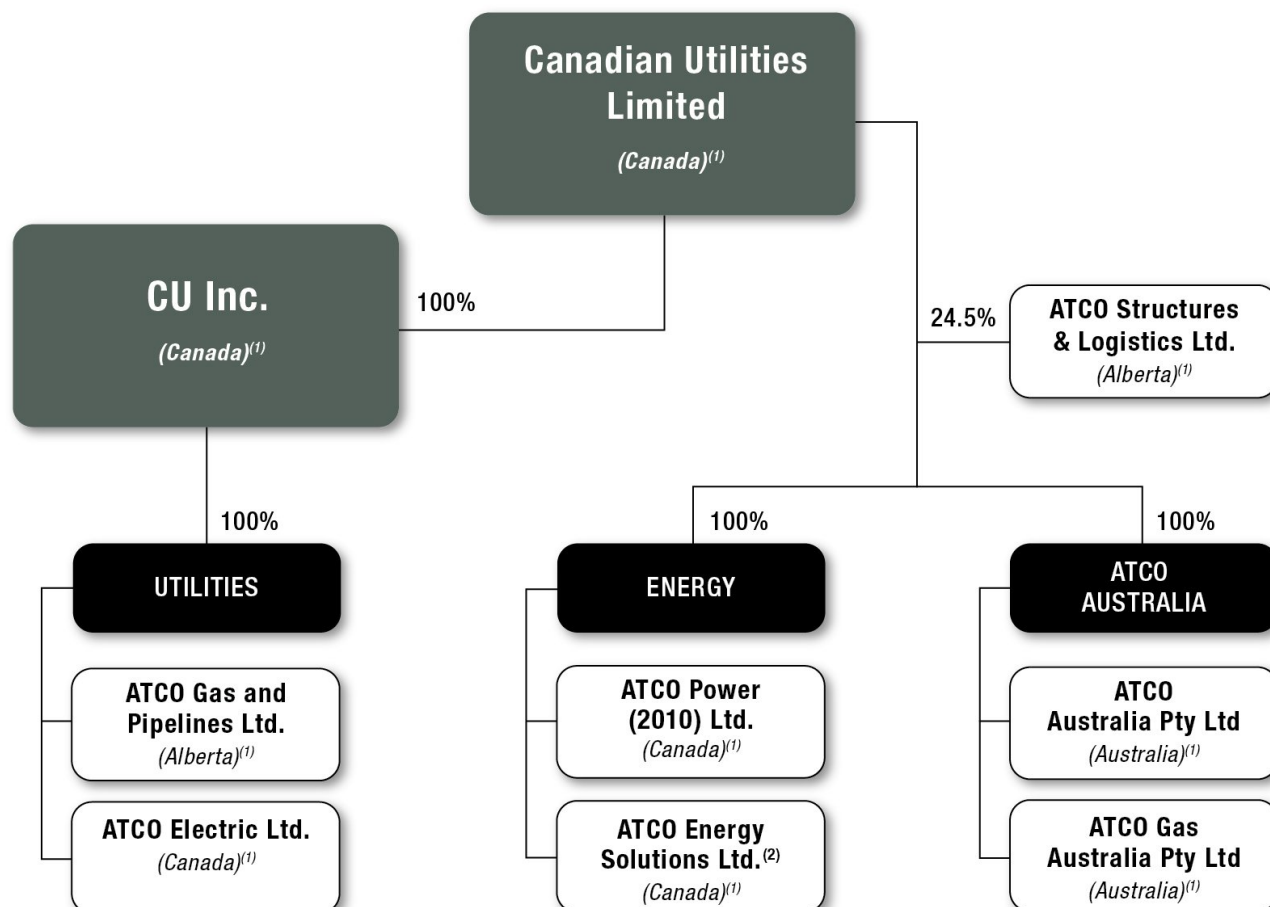 Canadian Utilities
Limited
(Canada)(1)
CU Inc.
(Canada)(1)
100%
24.5%
ATCO Structures
& Logistics Ltd.
(Alberta)(1)
100%
100%
100%
UTILITIES
ENERGY
ATCO
AUSTRALIA
ATCO Gas and
Pipelines Ltd.
(Alberta)(1)
ATCO Power
(2010) Ltd.
(Canada)(1)
ATCO
Australia Pty Ltd
(Australia)(1)
ATCO Electric Ltd.
(Canada)(1)
ATCO Energy
Solutions Ltd.(2)
(Canada)(1)
ATCO Gas
Australia Pty Ltd
(Australia)(1)